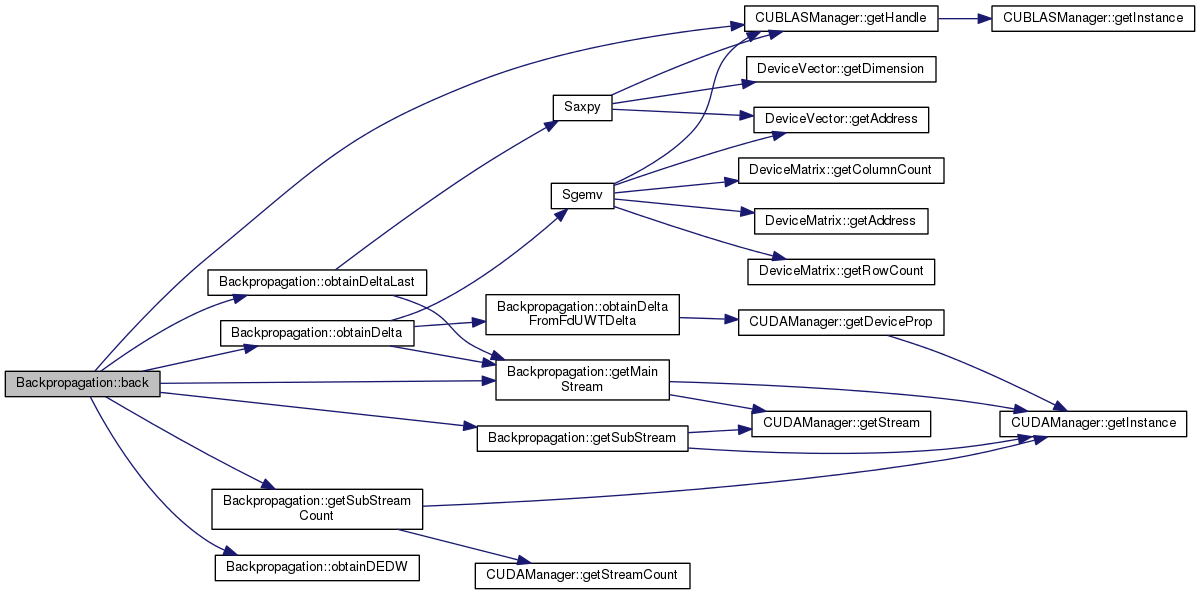 CUBLASManager::getHandle
CUBLASManager::getInstance
DeviceVector::getDimension
Saxpy
DeviceVector::getAddress
DeviceMatrix::getColumnCount
Sgemv
DeviceMatrix::getAddress
DeviceMatrix::getRowCount
Backpropagation::obtainDeltaLast
Backpropagation::obtainDelta
FromFdUWTDelta
CUDAManager::getDeviceProp
Backpropagation::obtainDelta
Backpropagation::getMain
Stream
Backpropagation::back
CUDAManager::getStream
CUDAManager::getInstance
Backpropagation::getSubStream
Backpropagation::getSubStream
Count
Backpropagation::obtainDEDW
CUDAManager::getStreamCount